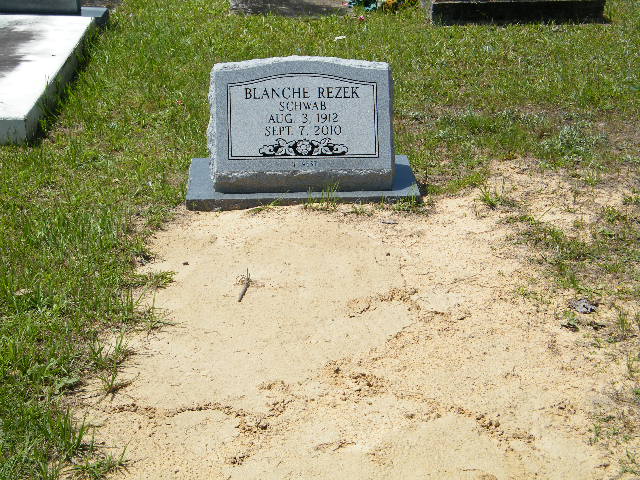 BLANCHE REZEK
SCHWAB
AUG. 3, 1912
SEPT. 7, 2010